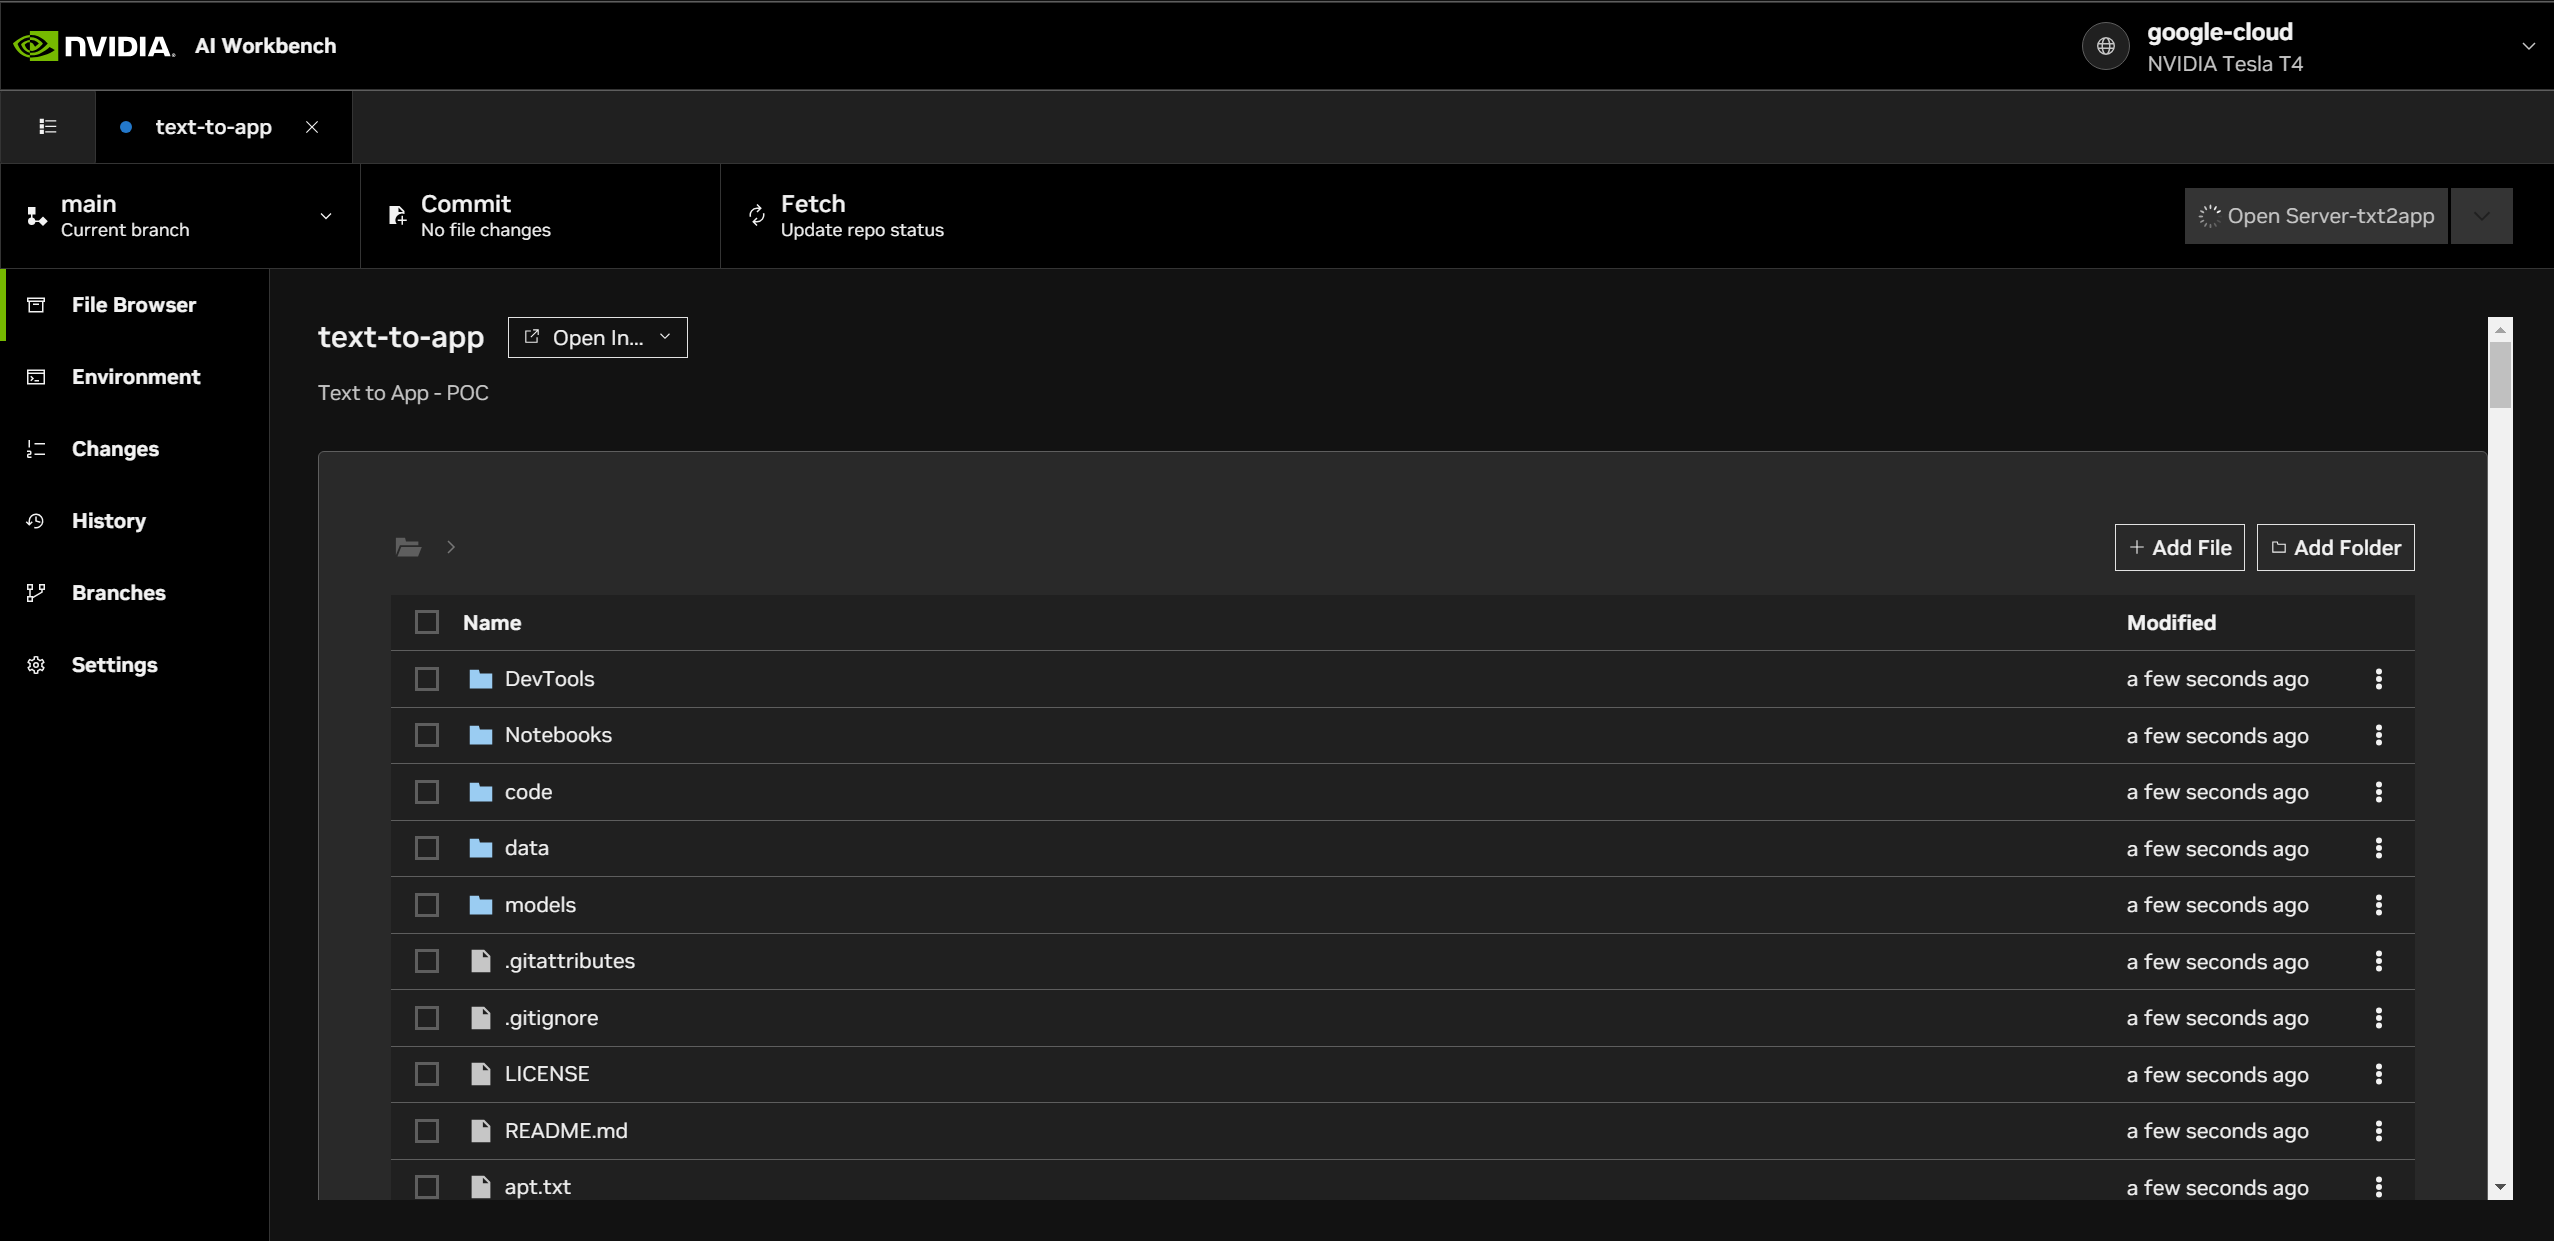 NVIDIA. AI Workbench
google-cloud
NVIDIA Tesla T4
text-to-app
main
Current branch
Commit
No file changes
Fetch
Update repo status
Open Server-txt2app
File Browser
Environment
Changes
History
Branches
Settings
text-to-app
Open In...
Text to App - POC
Add File
Add Folder
Name Modified
DevTools a few seconds ago
Notebooks a few seconds ago
code a few seconds ago
data a few seconds ago
models a few seconds ago
.gitattributes a few seconds ago
.gitignore a few seconds ago
LICENSE a few seconds ago
README.md a few seconds ago
apt.txt a few seconds ago